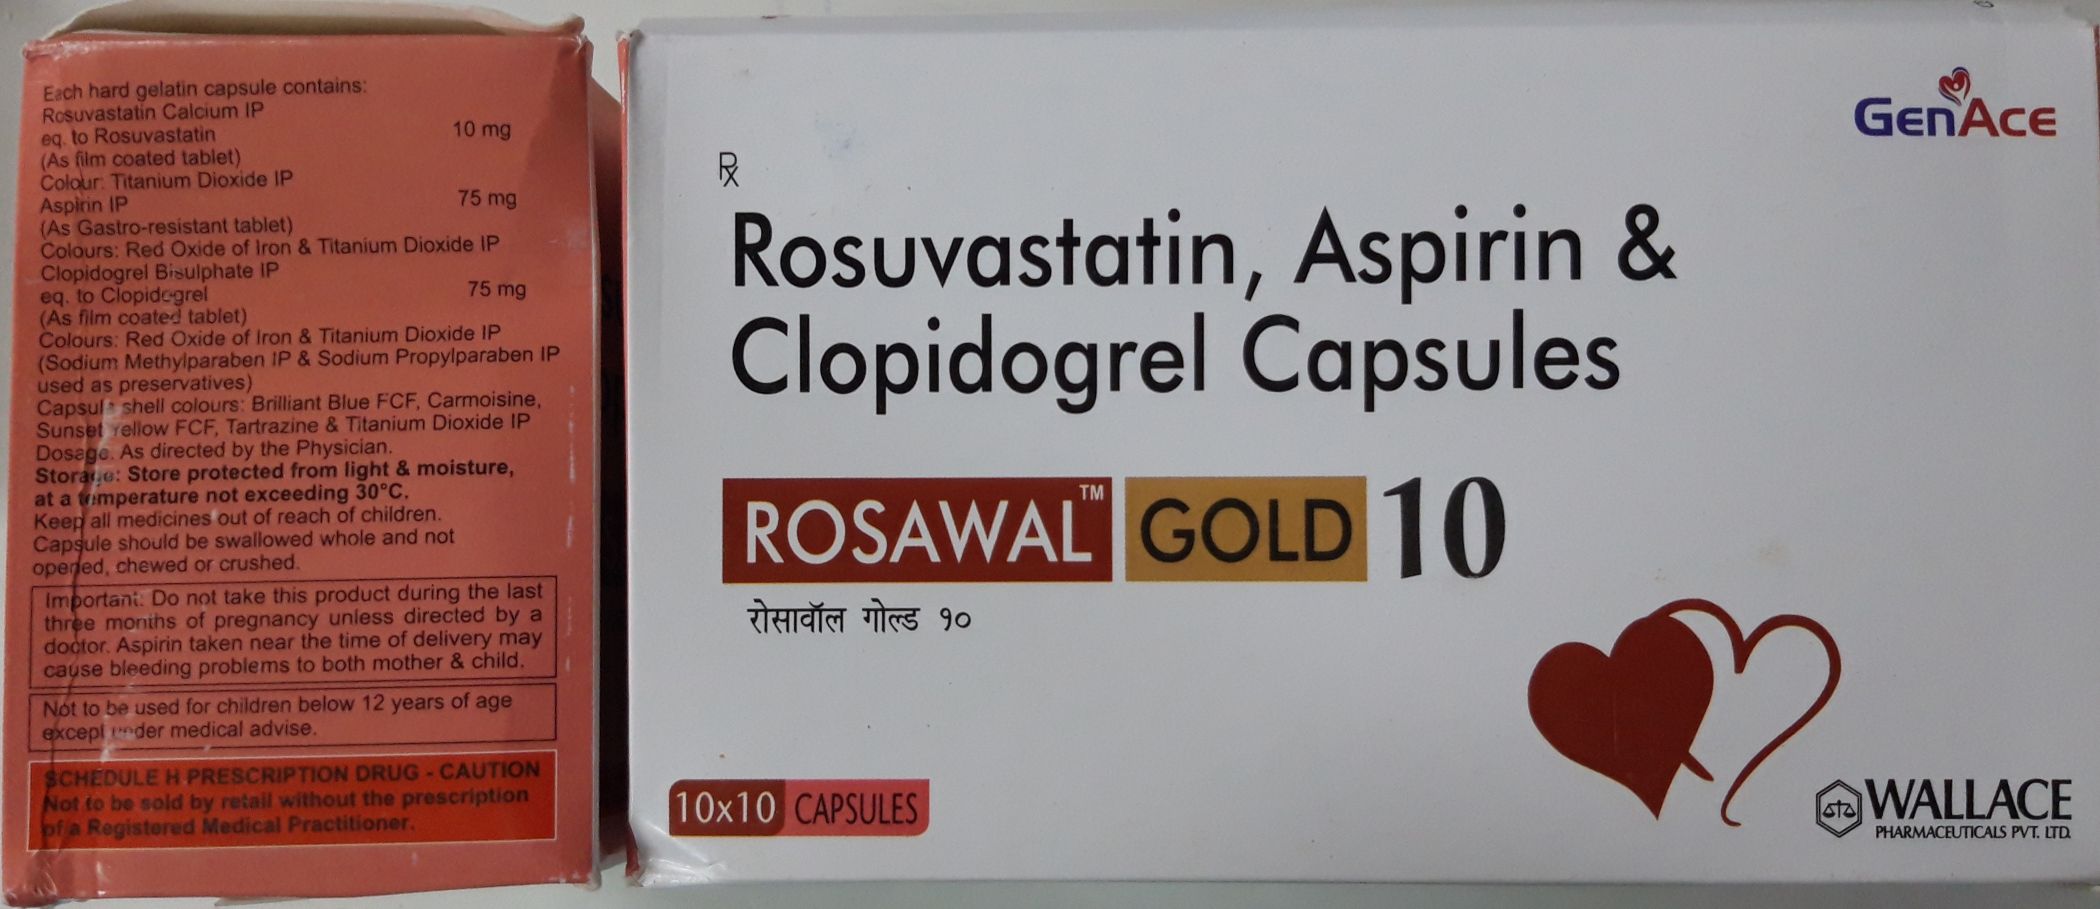 Each hard gelatin capsule contains:
Rosuvastatin Calcium IP
eq. to Rosuvastatin 10 mg
(As film coated tablet)
Colour: Titanium Dioxide IP
Aspirin IP 75 mg
(As Gastro-resistant tablet)
Colours: Red Oxide of Iron & Titanium Dioxide IP
Clopidogrel Bisulphate IP
eq. to Clopidogrel 75 mg
(As film coated tablet)
Colours: Red Oxide of Iron & Titanium Dioxide IP
(Sodium Methylparaben IP & Sodium Propylparaben IP
used as preservatives)
Capsule shell colours: Brilliant Blue FCF, Carmoisine,
Sunset Yellow FCF, Tartrazine & Titanium Dioxide IP
Dosage: As directed by the Physician.
Storage: Store protected from light & moisture,
at a temperature not exceeding 30°C.
Keep all medicines out of reach of children.
Capsule should be swallowed whole and not
opened, chewed or crushed.
Important: Do not take this product during the last
three months of pregnancy unless directed by a
doctor. Aspirin taken near the time of delivery may
cause bleeding problems to both mother & child.
Not to be used for children below 12 years of age
except under medical advise.
SCHEDULE H PRESCRIPTION DRUG - CAUTION
Not to be sold by retail without the prescription
of a Registered Medical Practitioner.
GenAce
Rx
Rosuvastatin, Aspirin &
Clopidogrel Capsules
ROSAWAL™ GOLD 10
रोसावॉल गोल्ड १०
10x10 CAPSULES
WALLACE
PHARMACEUTICALS PVT. LTD.